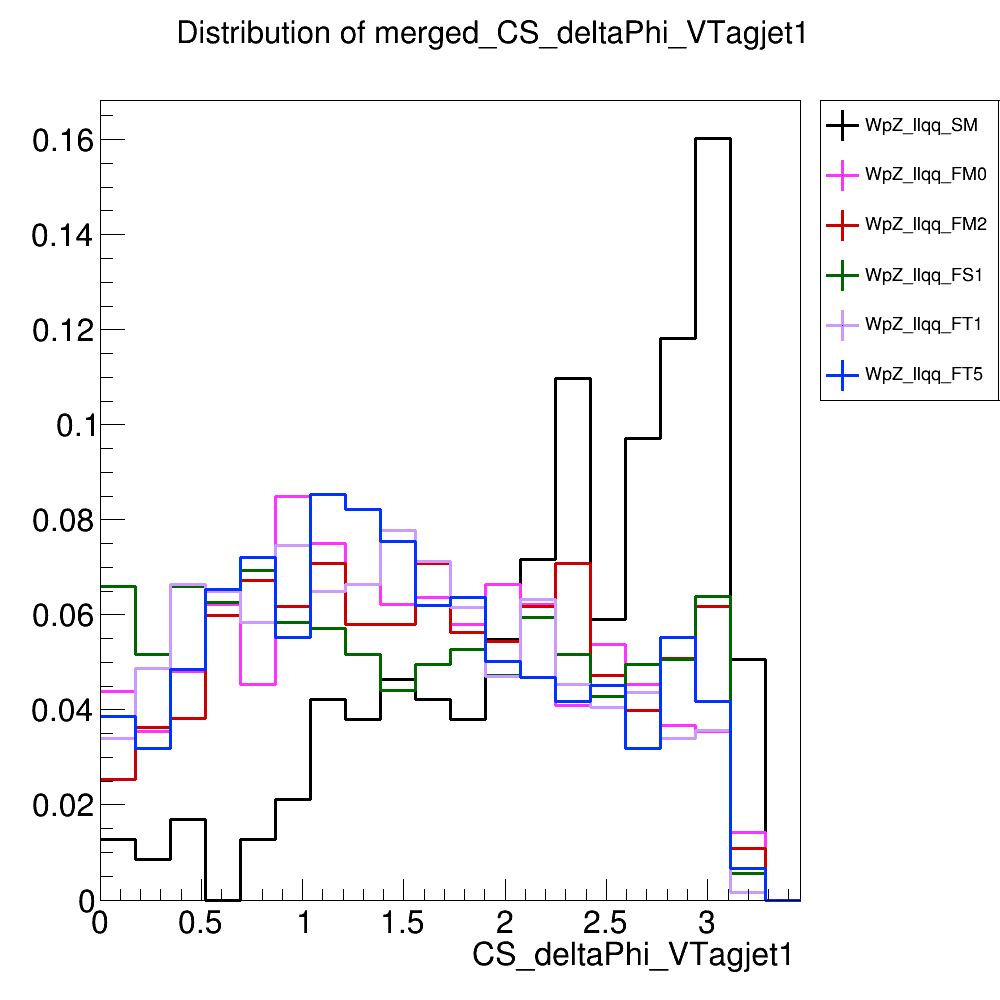 Distribution of merged_CS_deltaPhi_VTagjet1
0.16
0.14
0.12
0.1
0.08
0.06
0.04
0.02
0
0 0.5 1 1.5 2 2.5 3
CS_deltaPhi_VTagjet1
WpZ_llqq_SM
WpZ_llqq_FM0
WpZ_llqq_FM2
WpZ_llqq_FS1
WpZ_llqq_FT1
WpZ_llqq_FT5